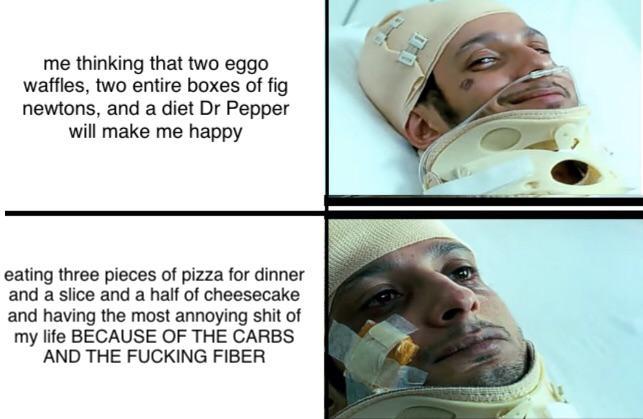 me thinking that two eggo
waffles, two entire boxes of fig
newtons, and a diet Dr Pepper
will make me happy
eating three pieces of pizza for dinner
and a slice and a half of cheesecake
and having the most annoying shit of
my life BECAUSE OF THE CARBS
AND THE FUCKING FIBER